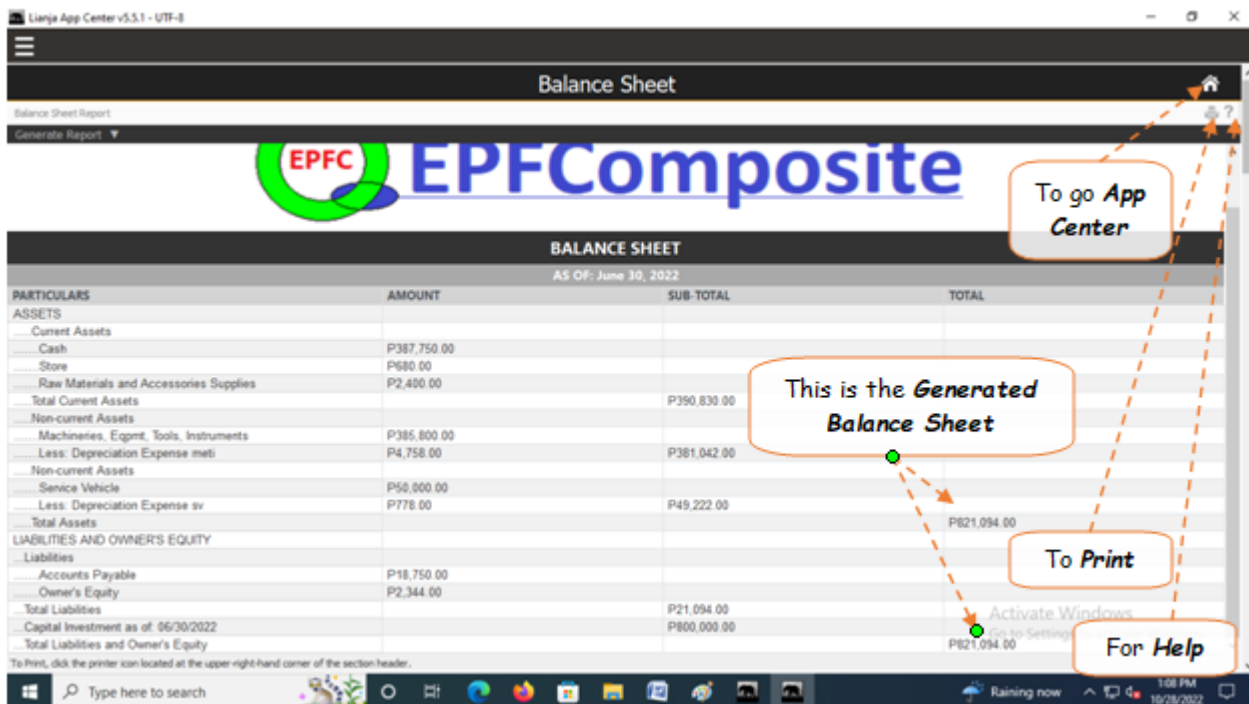 Lianja App Center v5.5.1 - UTF-8
Balance Sheet
Balance Sheet Report
?
Generate Report ▼
EPFC EPFComposite
To go App
Center
BALANCE SHEET
AS OF: June 30, 2022
PARTICULARS AMOUNT SUB-TOTAL TOTAL
ASSETS
....Current Assets
.......Cash P387,750.00
.......Store P680.00
.......Raw Materials and Accessories Supplies P2,400.00
....Total Current Assets P390,830.00
....Non-current Assets
.......Machineries, Eqpmt, Tools, Instruments P385,800.00
.......Less: Depreciation Expense meti P4,758.00 P381,042.00
....Non-current Assets
.......Service Vehicle P50,000.00
.......Less: Depreciation Expense sv P778.00 P49,222.00
....Total Assets P821,094.00
This is the Generated
Balance Sheet
LIABILITIES AND OWNER'S EQUITY
..Liabilities
.......Accounts Payable P18,750.00
.......Owner's Equity P2,344.00
...Total Liabilities P21,094.00
...Capital Investment as of: 06/30/2022 P800,000.00
...Total Liabilities and Owner's Equity P821,094.00
To Print
Activate Windows
Go to Setting
For Help
To Print, click the printer icon located at the upper-right-hand corner of the section header.
Type here to search
Raining now
1:08 PM
10/28/2022